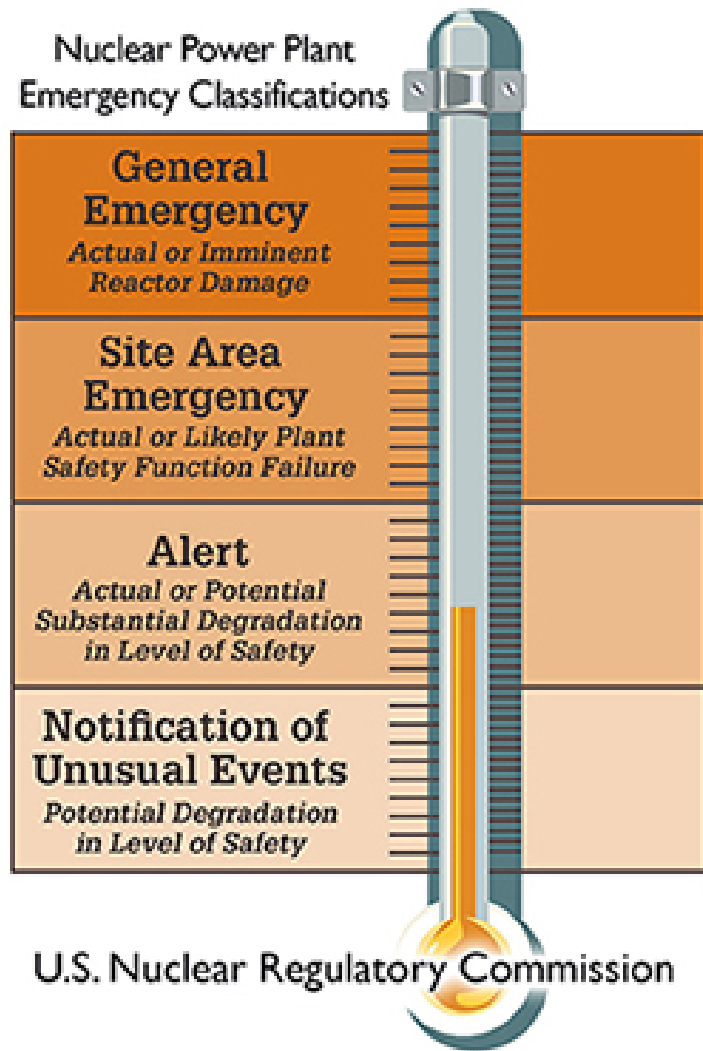 Nuclear Power Plant
Emergency Classifications
General
Emergency
Actual or Imminent
Reactor Damage
Site Area
Emergency
Actual or Likely Plant
Safety Function Failure
Alert
Actual or Potential
Substantial Degradation
in Level of Safety
Notification of
Unusual Events
Potential Degradation
in Level of Safety
U.S. Nuclear Regulatory Commission